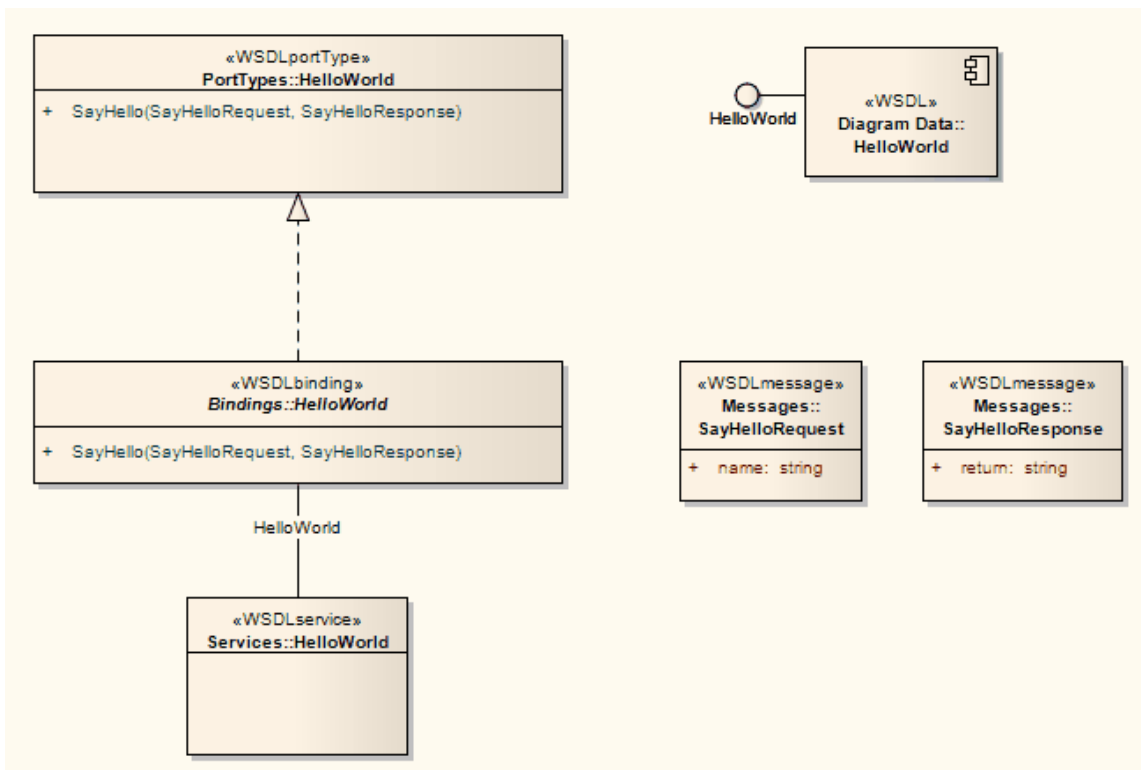 «WSDLportType»
PortTypes::HelloWorld
+ SayHello(SayHelloRequest, SayHelloResponse)
HelloWorld
«WSDL»
Diagram Data::
HelloWorld
«WSDLbinding»
Bindings::HelloWorld
+ SayHello(SayHelloRequest, SayHelloResponse)
HelloWorld
«WSDLservice»
Services::HelloWorld
«WSDLmessage»
Messages::
SayHelloRequest
+ name: string
«WSDLmessage»
Messages::
SayHelloResponse
+ return: string